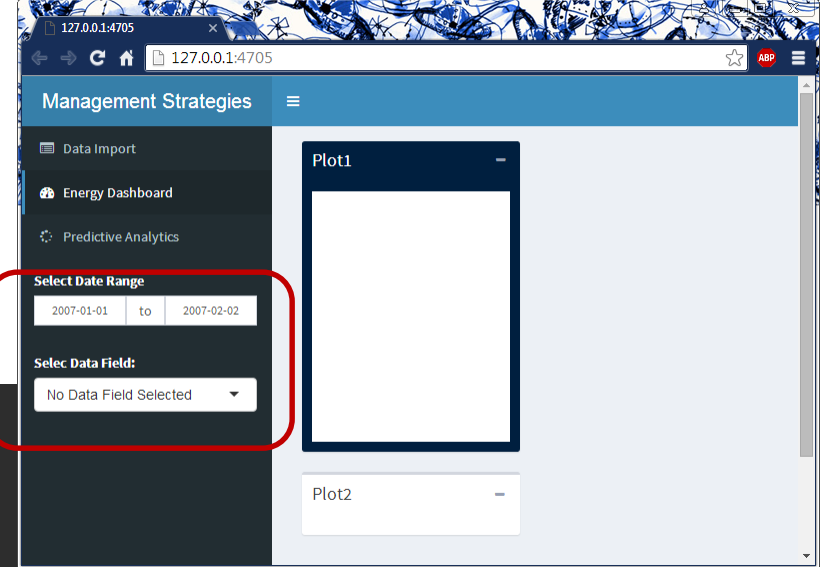 127.0.0.1:4705
127.0.0.1:4705
ABP
Management Strategies
Data Import
Energy Dashboard
Predictive Analytics
Select Date Range
2007-01-01 to 2007-02-02
Selec Data Field:
No Data Field Selected
Plot1
Plot2